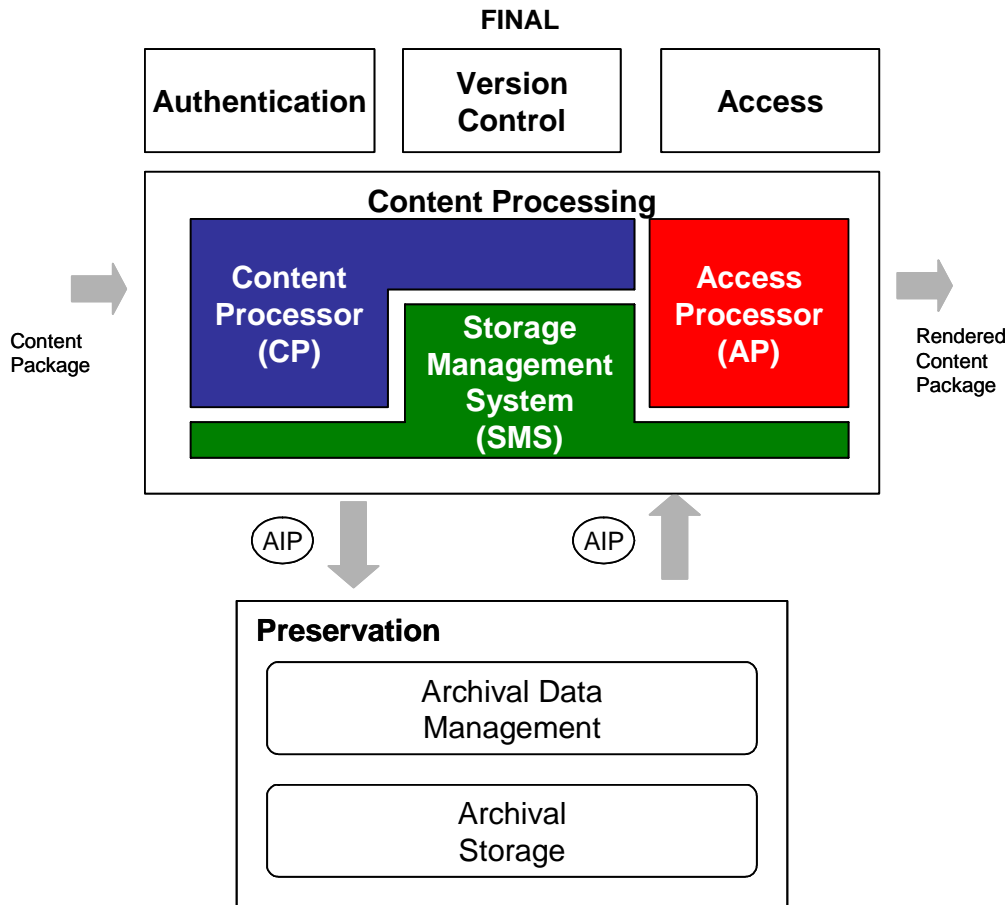 FINAL
Authentication
Version
Control
Access
Content Processing
Content
Processor
(CP)
Storage
Management
System
(SMS)
Access
Processor
(AP)
Content
Package
Rendered
Content
Package
AIP
AIP
Preservation
Archival Data
Management
Archival
Storage